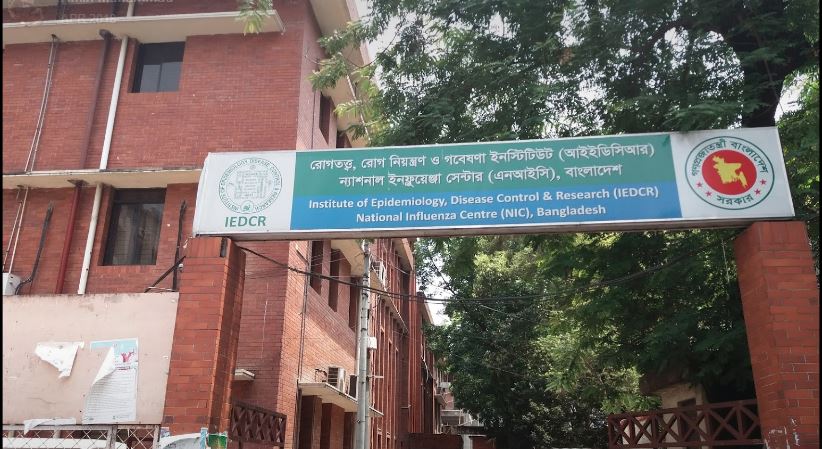 রোগতত্ত্ব, রোগ নিয়ন্ত্রণ ও গবেষণা ইনস্টিটিউট (আইইডিসিআর)
ন্যাশনাল ইনফ্লুয়েঞ্জা সেন্টার (এনআইসি), বাংলাদেশ
Institute of Epidemiology, Disease Control & Research (IEDCR)
National Influenza Centre (NIC), Bangladesh
IEDCR
গণপ্রজাতন্ত্রী বাংলাদেশ
সরকার